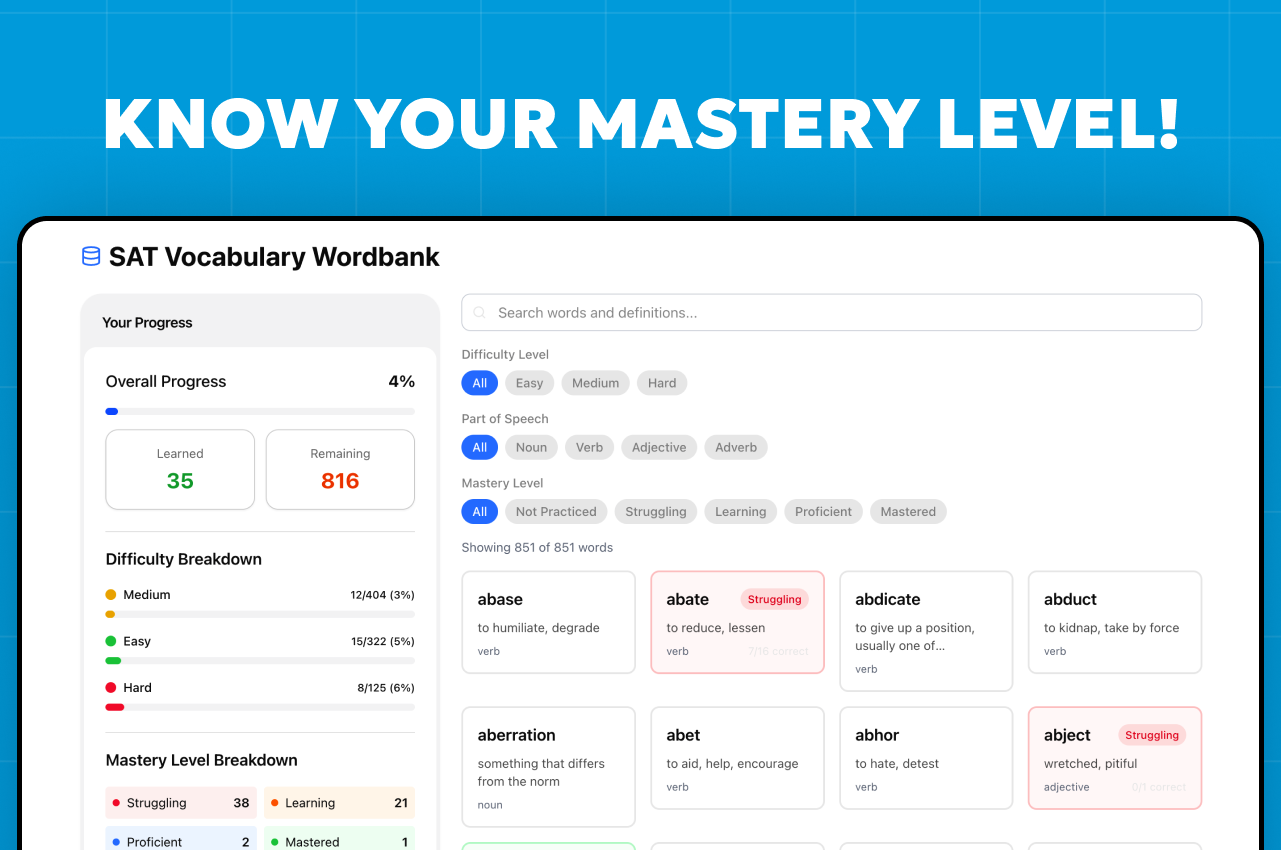 KNOW YOUR MASTERY LEVEL!
SAT Vocabulary Wordbank
Your Progress
Overall Progress 4%
Learned
35
Remaining
816
Difficulty Breakdown
Medium 12/404 (3%)
Easy 15/322 (5%)
Hard 8/125 (6%)
Mastery Level Breakdown
Struggling 38
Learning 21
Proficient 2
Mastered 1
Search words and definitions...
Difficulty Level
All Easy Medium Hard
Part of Speech
All Noun Verb Adjective Adverb
Mastery Level
All Not Practiced Struggling Learning Proficient Mastered
Showing 851 of 851 words
abase
to humiliate, degrade
verb
abate Struggling
to reduce, lessen
verb 7/16 correct
abdicate
to give up a position,
usually one of...
verb
abduct
to kidnap, take by force
verb
aberration
something that differs
from the norm
noun
abet
to aid, help, encourage
verb
abhor
to hate, detest
verb
abject Struggling
wretched, pitiful
adjective 0/1 correct